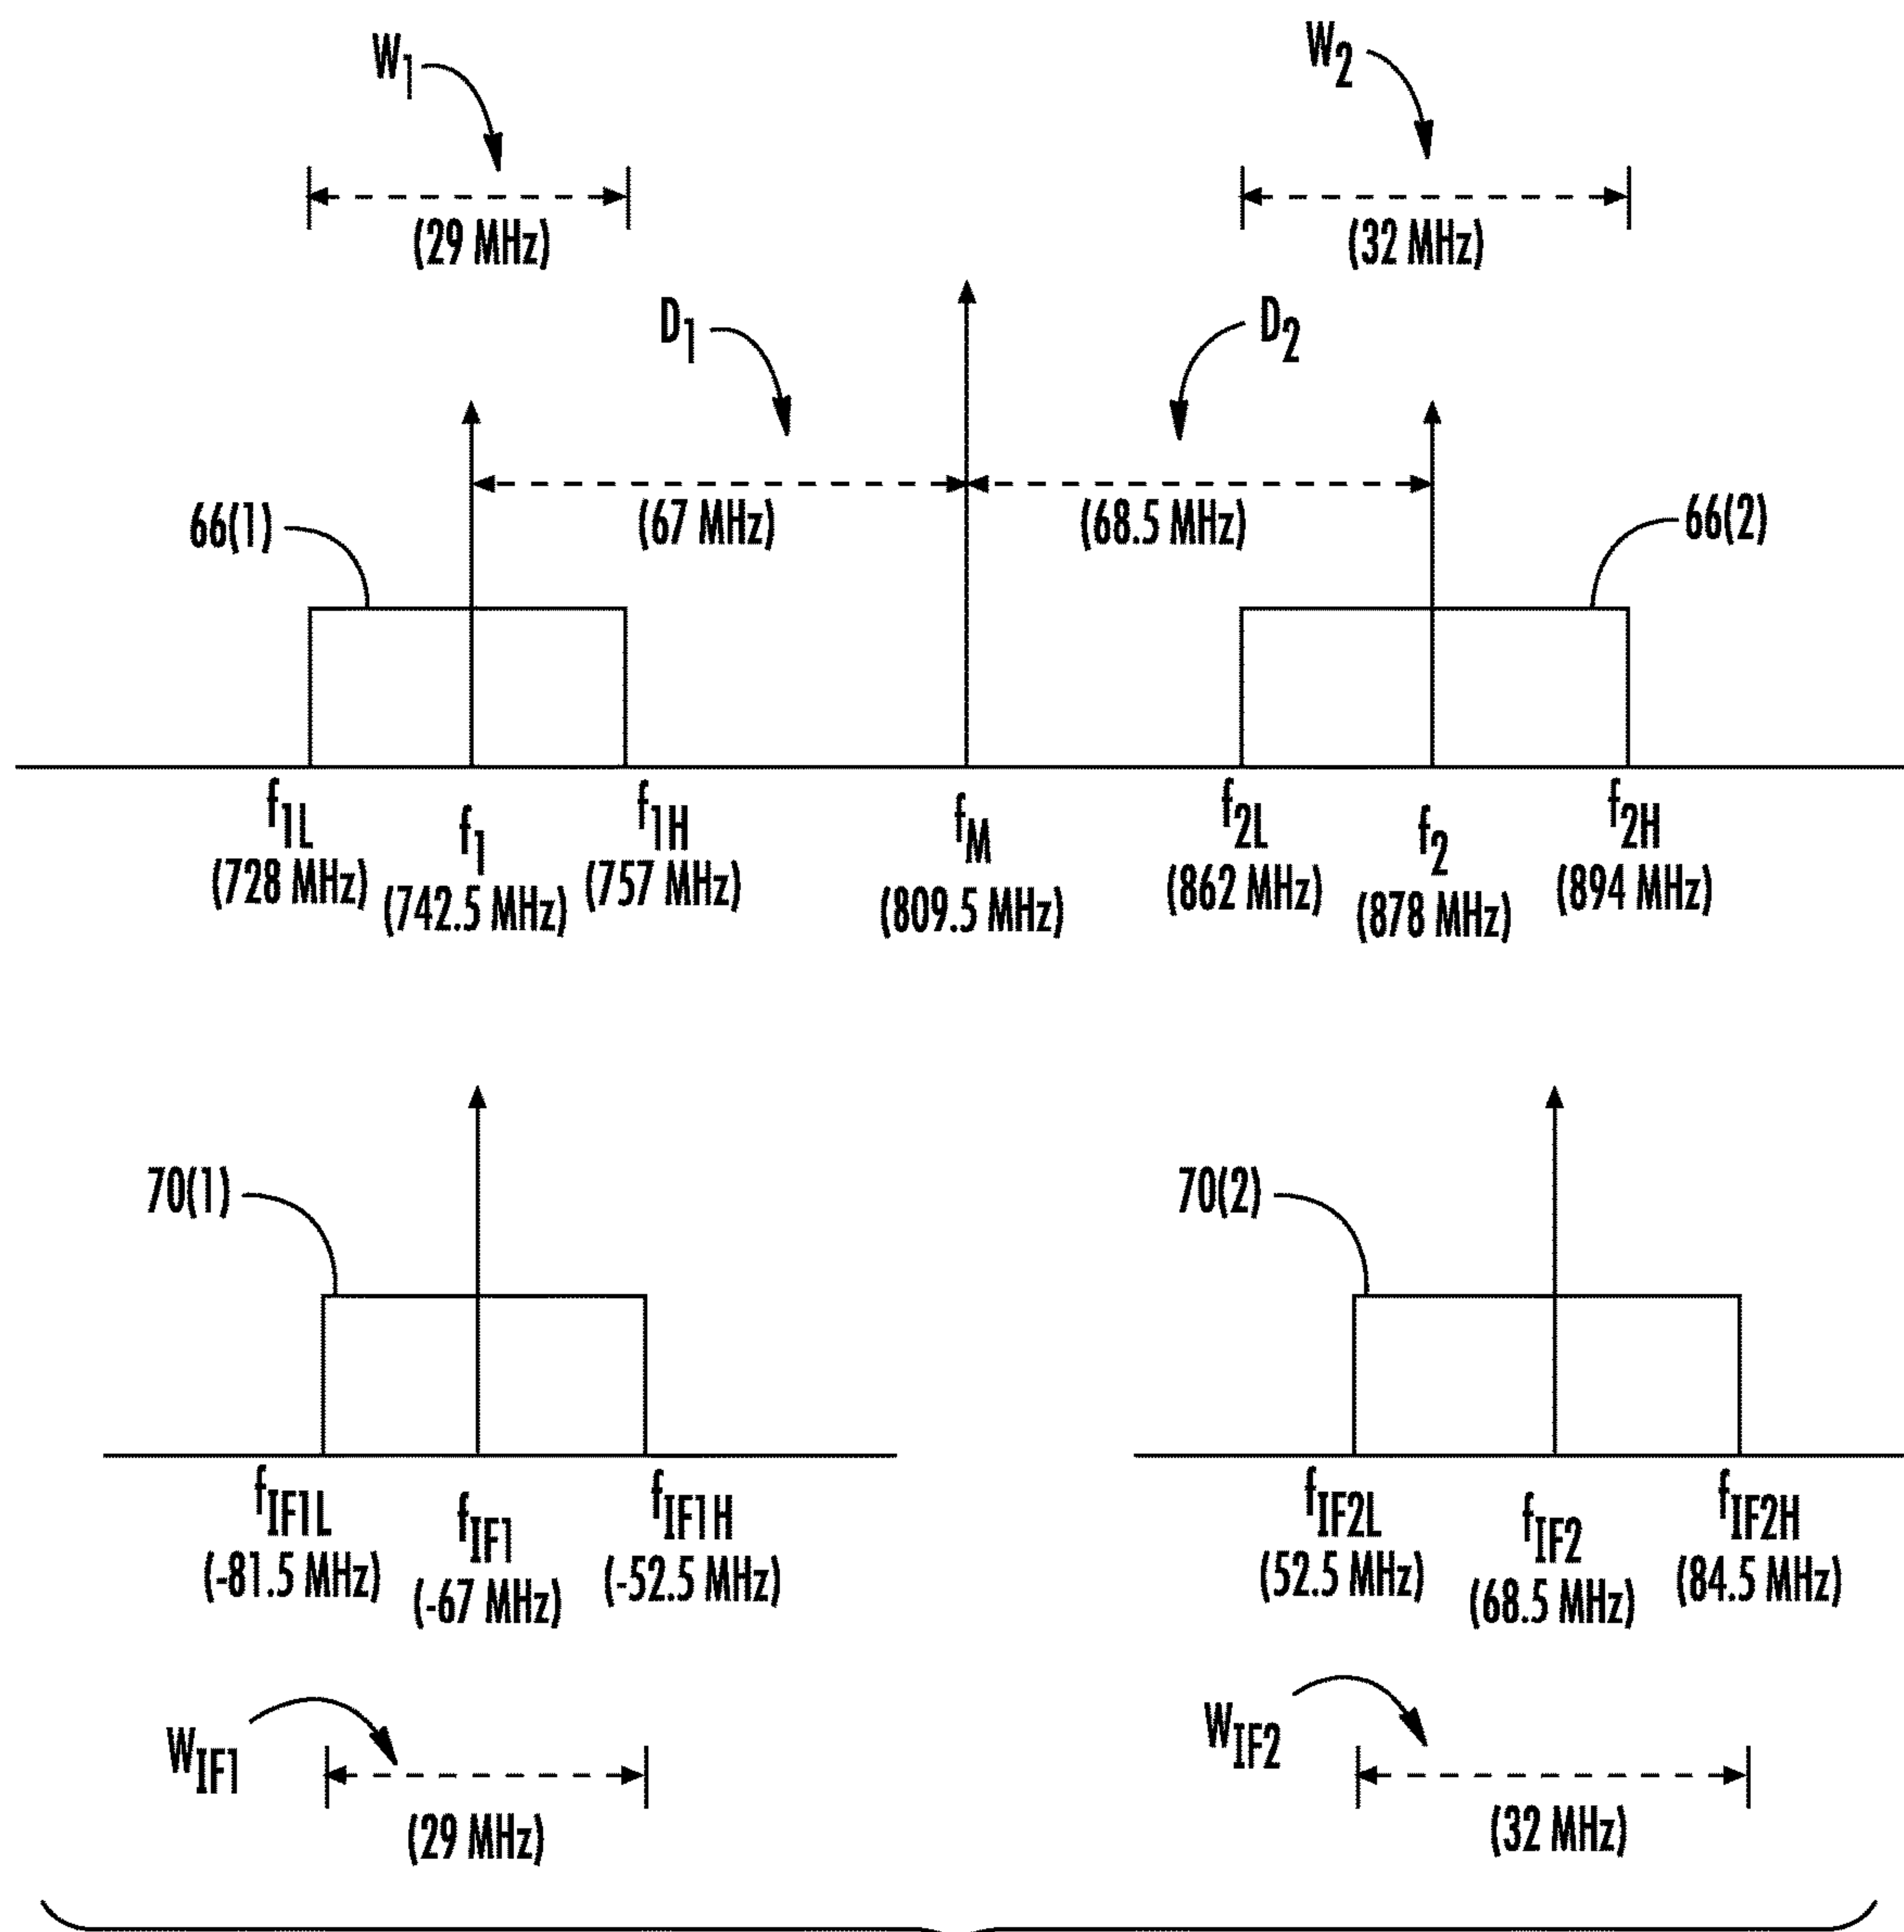 W1
W2
(29 MHz)
(32 MHz)
D1
D2
66(1)
(67 MHz)
(68.5 MHz)
66(2)
f1L
(728 MHz)
f1
(742.5 MHz)
f1H
(757 MHz)
fM
(809.5 MHz)
f2L
(862 MHz)
f2
(878 MHz)
f2H
(894 MHz)
70(1)
70(2)
fIF1L
(-81.5 MHz)
fIF1
(-67 MHz)
fIF1H
(-52.5 MHz)
fIF2L
(52.5 MHz)
fIF2
(68.5 MHz)
fIF2H
(84.5 MHz)
WIF1
(29 MHz)
WIF2
(32 MHz)